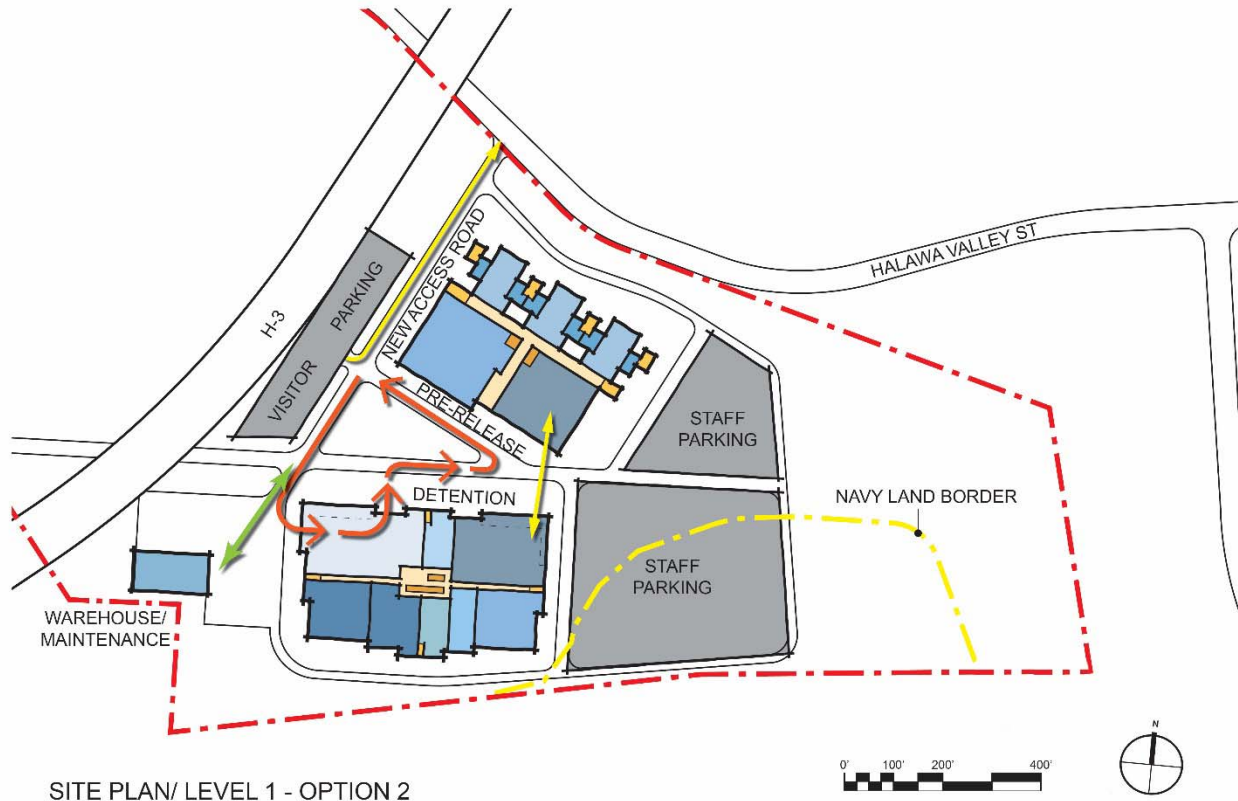 HALAWA VALLEY ST
NEW ACCESS ROAD
H-3
VISITOR PARKING
PRE-RELEASE
STAFF
PARKING
DETENTION
NAVY LAND BORDER
STAFF
PARKING
WAREHOUSE/
MAINTENANCE
N
0' 100' 200' 400'
SITE PLAN/ LEVEL 1 - OPTION 2